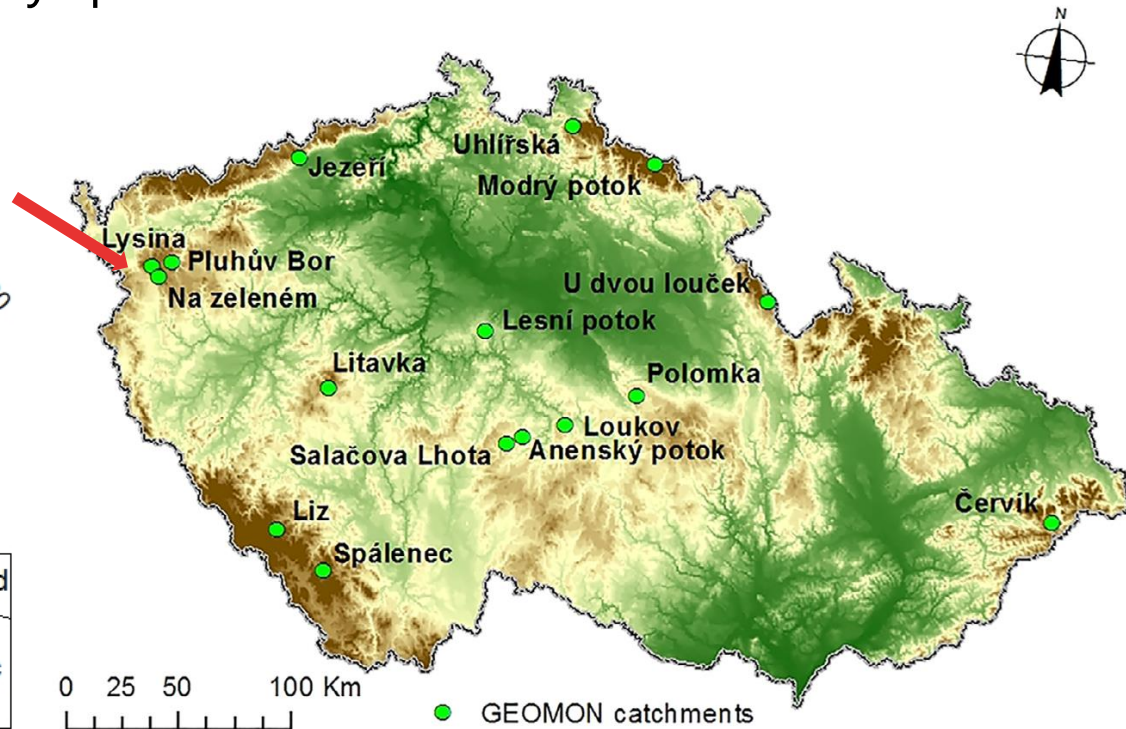 N
Uhlířská
Jezeří
Modrý potok
Lysina
Pluhův Bor
Na zeleném
U dvou louček
Lesní potok
Litavka
Polomka
Loukov
Salačova Lhota
Anenský potok
Červík
Liz
Spálenec
0 25 50 100 Km
GEOMON catchments